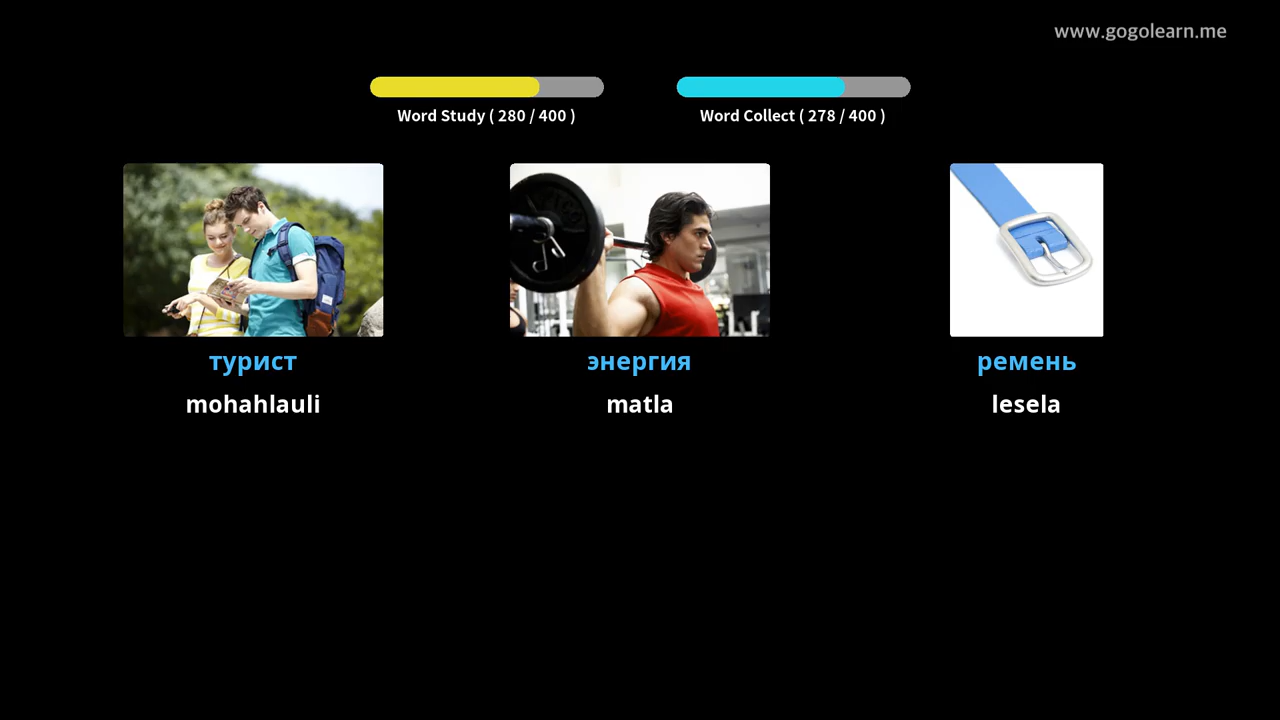 www.gogolearn.me
Word Study ( 280 / 400 )
Word Collect ( 278 / 400 )
турист
энергия
ремень
mohahlauli
matla
lesela